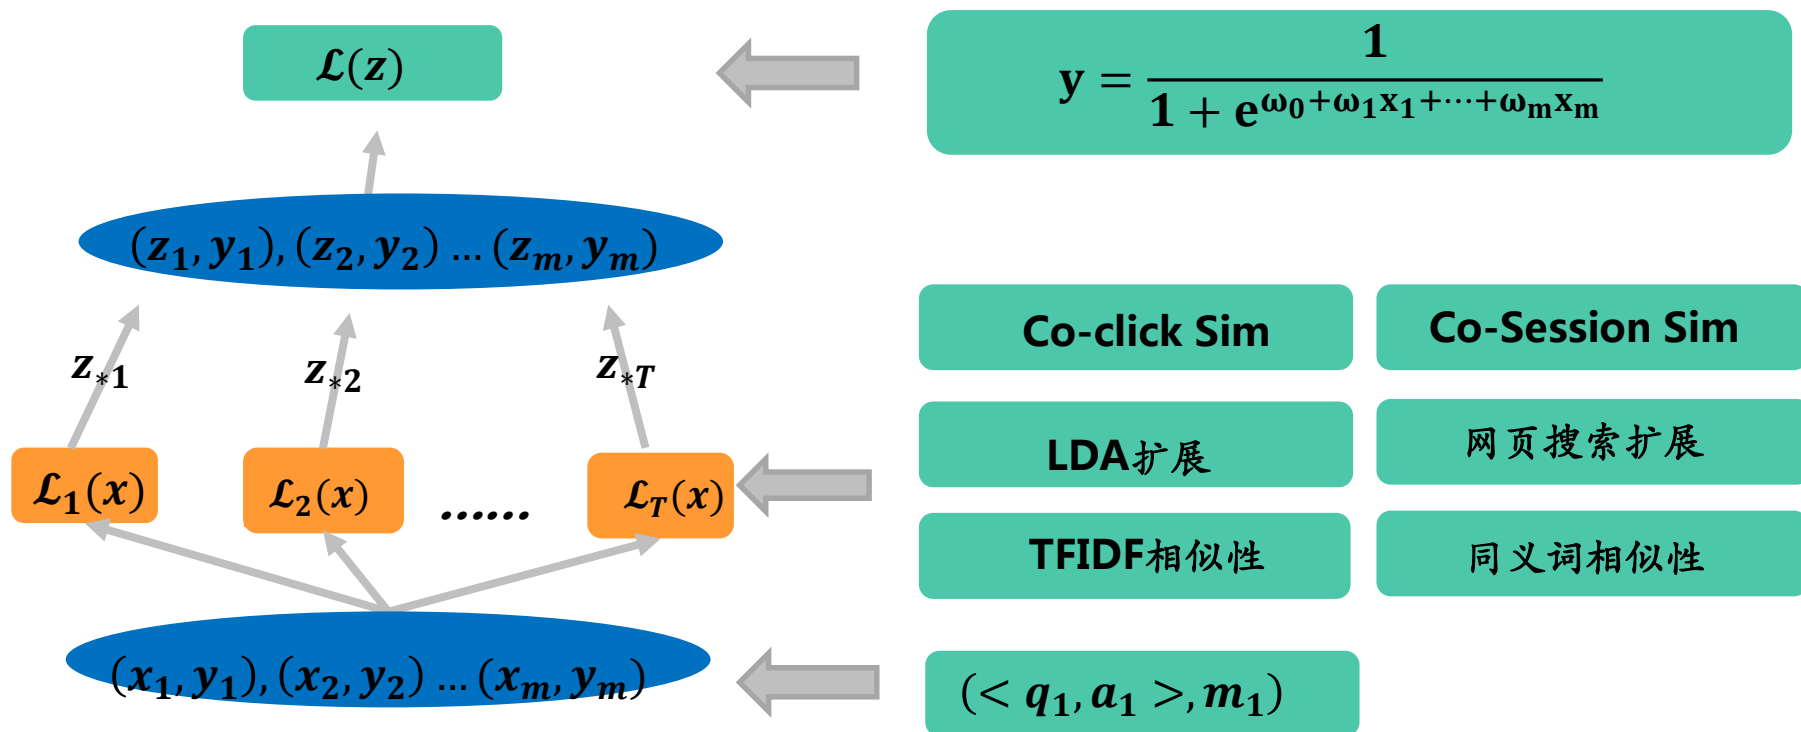 ℒ(z)
y = 1 / (1 + e^{ω₀+ω₁x₁+⋯+ωₘxₘ})
(z₁, y₁), (z₂, y₂) … (zₘ, yₘ)
z∗₁
z∗₂
z∗T
Co-click Sim
Co-Session Sim
LDA扩展
网页搜索扩展
ℒ₁(x)
ℒ₂(x)
……
ℒT(x)
TFIDF相似性
同义词相似性
(x₁, y₁), (x₂, y₂) … (xₘ, yₘ)
(< q₁, a₁ >, m₁)